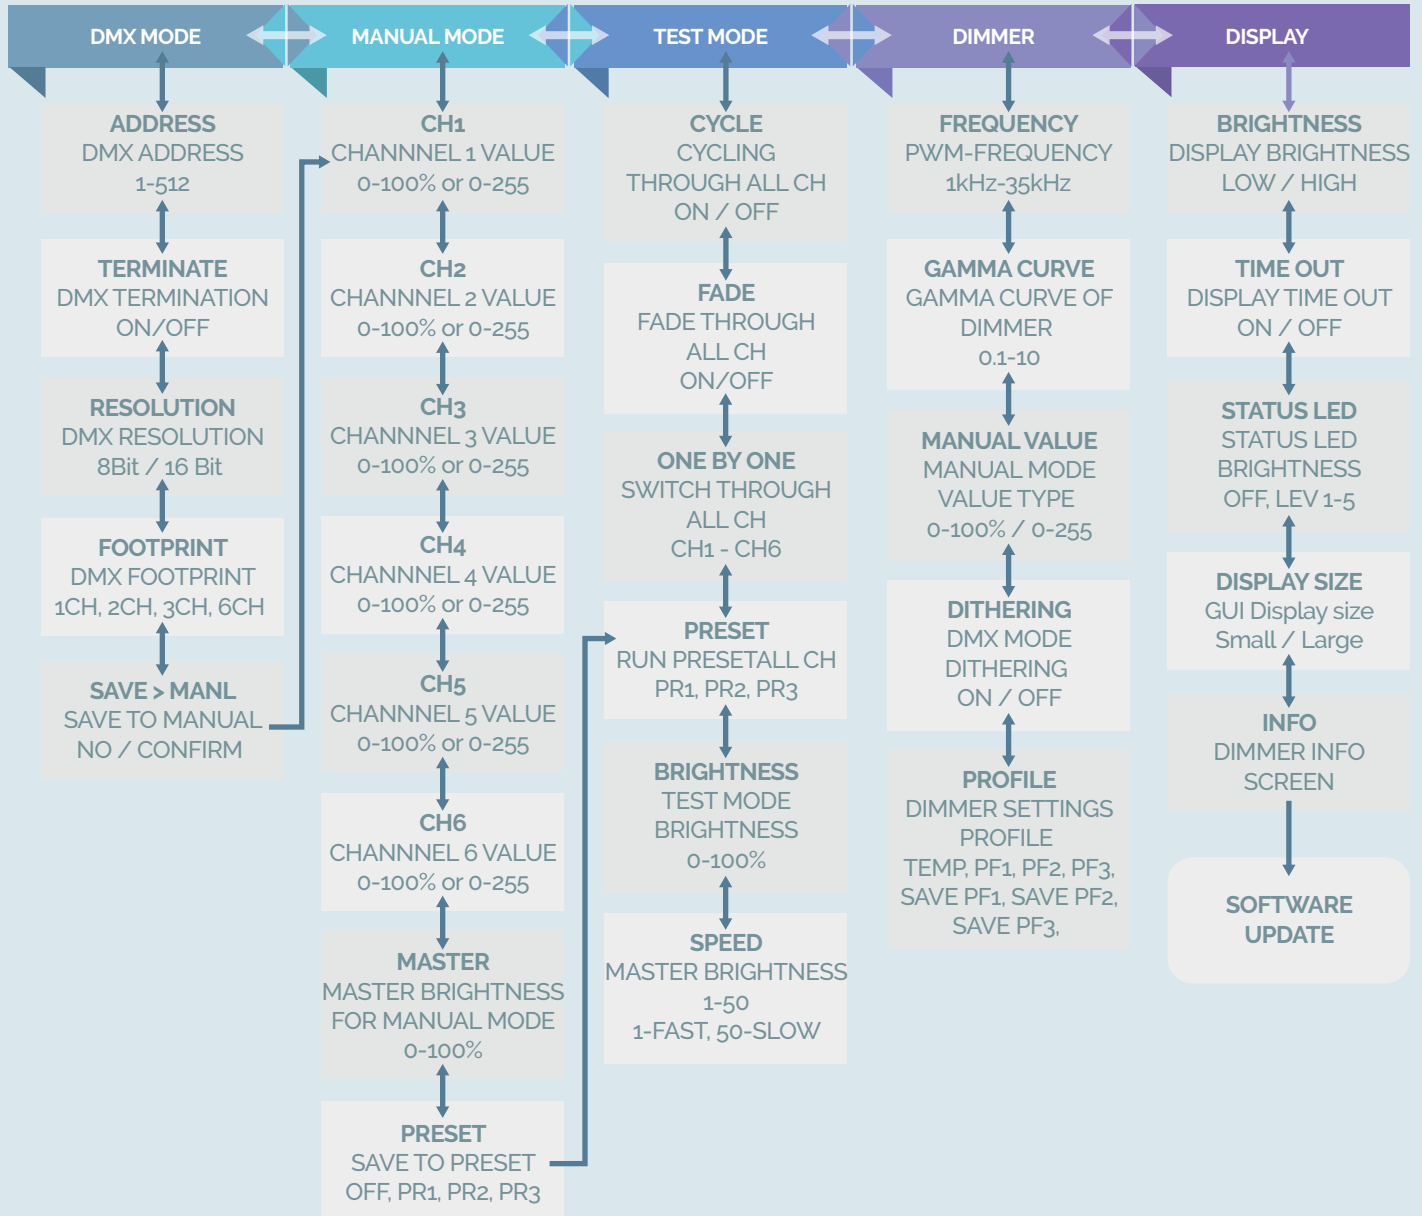 DMX MODE
MANUAL MODE
TEST MODE
DIMMER
DISPLAY
ADDRESS
DMX ADDRESS
1-512
TERMINATE
DMX TERMINATION
ON/OFF
RESOLUTION
DMX RESOLUTION
8Bit / 16 Bit
FOOTPRINT
DMX FOOTPRINT
1CH, 2CH, 3CH, 6CH
SAVE > MANL
SAVE TO MANUAL
NO / CONFIRM
CH1
CHANNNEL 1 VALUE
0-100% or 0-255
CH2
CHANNNEL 2 VALUE
0-100% or 0-255
CH3
CHANNNEL 3 VALUE
0-100% or 0-255
CH4
CHANNNEL 4 VALUE
0-100% or 0-255
CH5
CHANNNEL 5 VALUE
0-100% or 0-255
CH6
CHANNNEL 6 VALUE
0-100% or 0-255
MASTER
MASTER BRIGHTNESS
FOR MANUAL MODE
0-100%
PRESET
SAVE TO PRESET
OFF, PR1, PR2, PR3
CYCLE
CYCLING
THROUGH ALL CH
ON / OFF
FADE
FADE THROUGH
ALL CH
ON/OFF
ONE BY ONE
SWITCH THROUGH
ALL CH
CH1 - CH6
PRESET
RUN PRESETALL CH
PR1, PR2, PR3
BRIGHTNESS
TEST MODE
BRIGHTNESS
0-100%
SPEED
MASTER BRIGHTNESS
1-50
1-FAST, 50-SLOW
FREQUENCY
PWM-FREQUENCY
1kHz-35kHz
GAMMA CURVE
GAMMA CURVE OF
DIMMER
0.1-10
MANUAL VALUE
MANUAL MODE
VALUE TYPE
0-100% / 0-255
DITHERING
DMX MODE
DITHERING
ON / OFF
PROFILE
DIMMER SETTINGS
PROFILE
TEMP, PF1, PF2, PF3,
SAVE PF1, SAVE PF2,
SAVE PF3,
BRIGHTNESS
DISPLAY BRIGHTNESS
LOW / HIGH
TIME OUT
DISPLAY TIME OUT
ON / OFF
STATUS LED
STATUS LED
BRIGHTNESS
OFF, LEV 1-5
DISPLAY SIZE
GUI Display size
Small / Large
INFO
DIMMER INFO
SCREEN
SOFTWARE
UPDATE